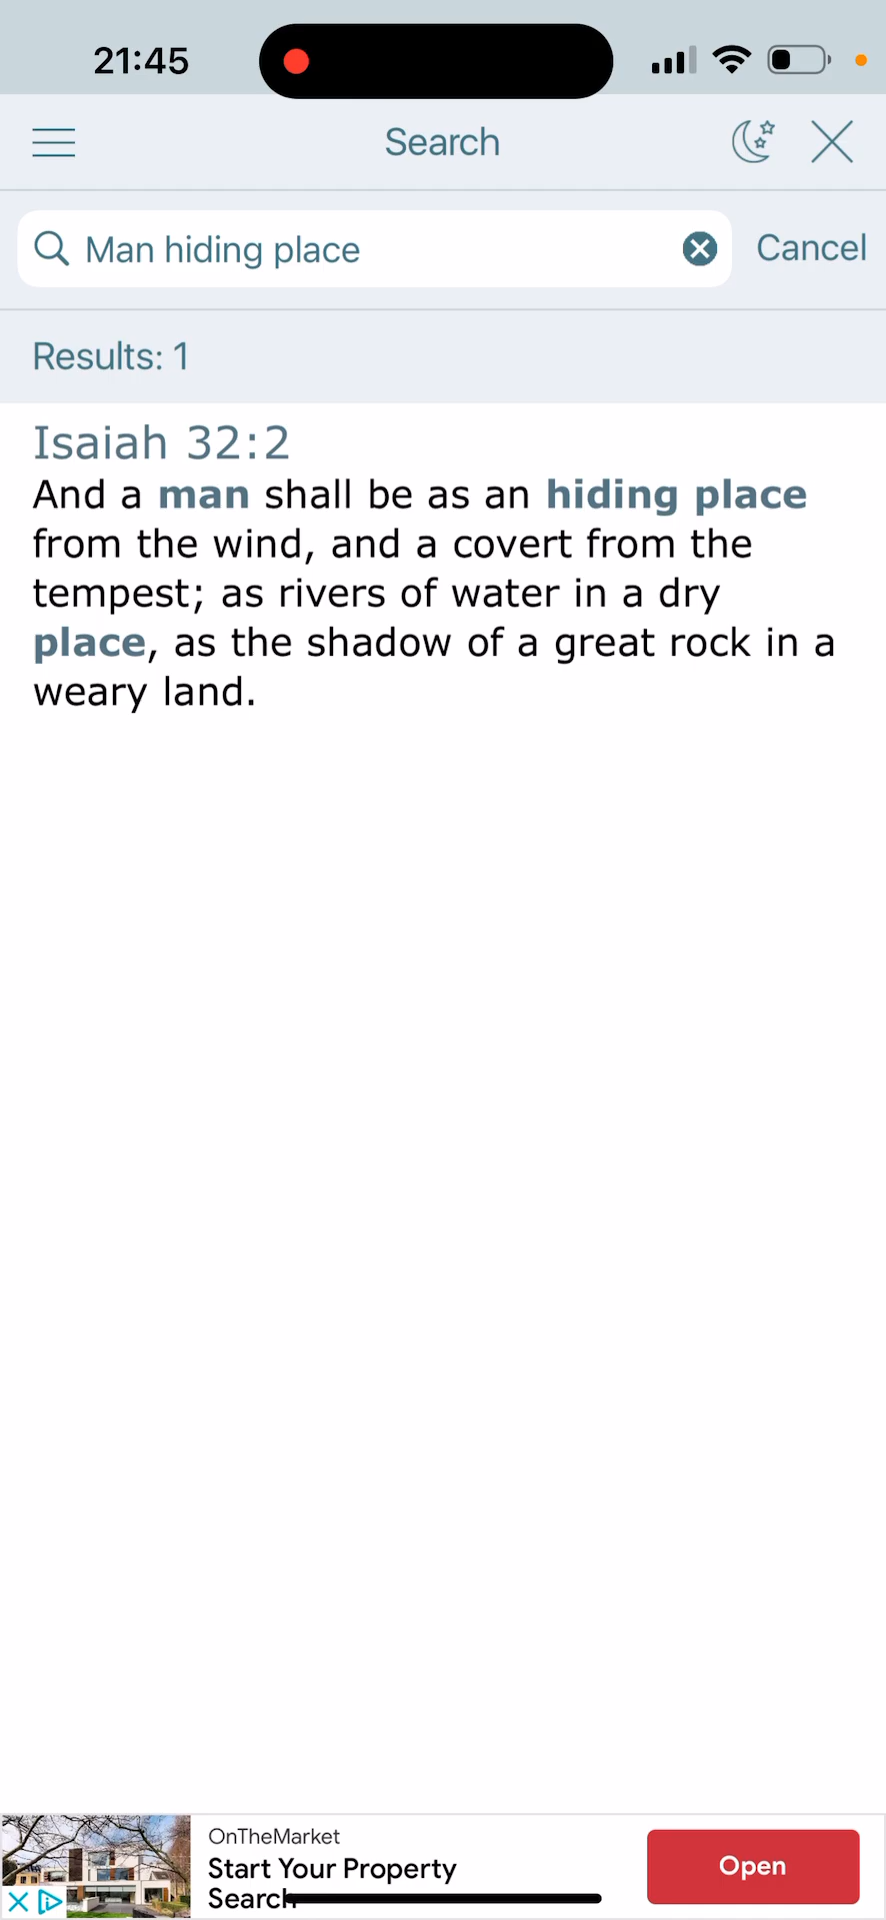 21:45
Search
Man hiding place
Cancel
Results: 1
Isaiah 32:2
And a man shall be as an hiding place
from the wind, and a covert from the
tempest; as rivers of water in a dry
place, as the shadow of a great rock in a
weary land.
OnTheMarket
Start Your Property
Search
Open